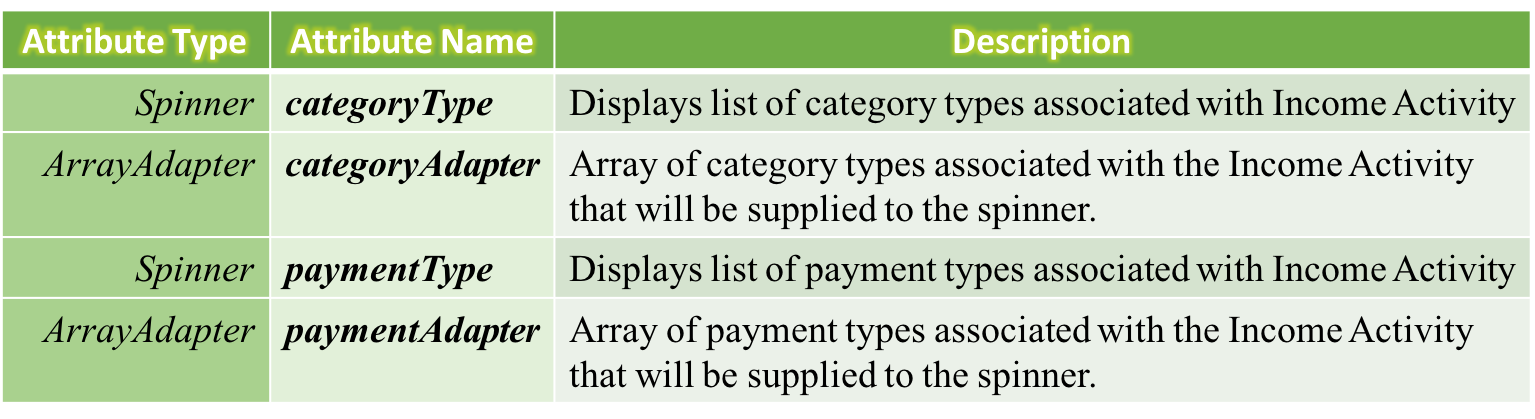 Attribute Type Attribute Name Description
Spinner categoryType Displays list of category types associated with Income Activity
ArrayAdapter categoryAdapter Array of category types associated with the Income Activity
that will be supplied to the spinner.
Spinner paymentType Displays list of payment types associated with Income Activity
ArrayAdapter paymentAdapter Array of payment types associated with the Income Activity
that will be supplied to the spinner.